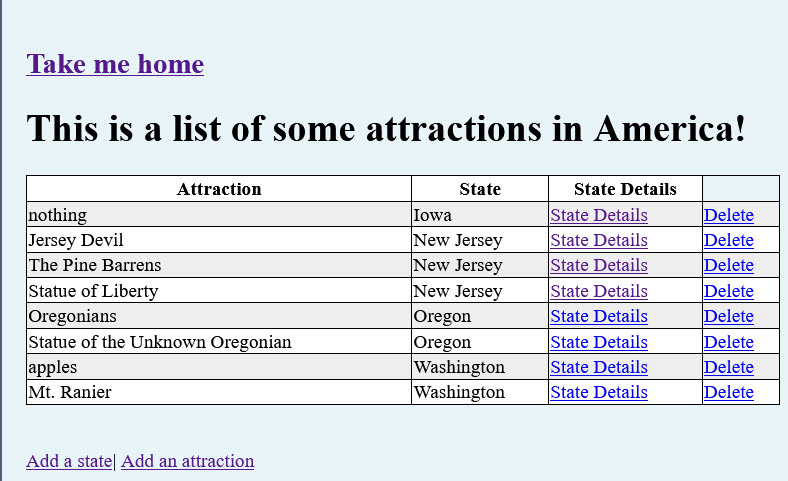 Take me home
This is a list of some attractions in America!
Attraction State State Details
nothing Iowa State Details Delete
Jersey Devil New Jersey State Details Delete
The Pine Barrens New Jersey State Details Delete
Statue of Liberty New Jersey State Details Delete
Oregonians Oregon State Details Delete
Statue of the Unknown Oregonian Oregon State Details Delete
apples Washington State Details Delete
Mt. Ranier Washington State Details Delete
Add a state| Add an attraction